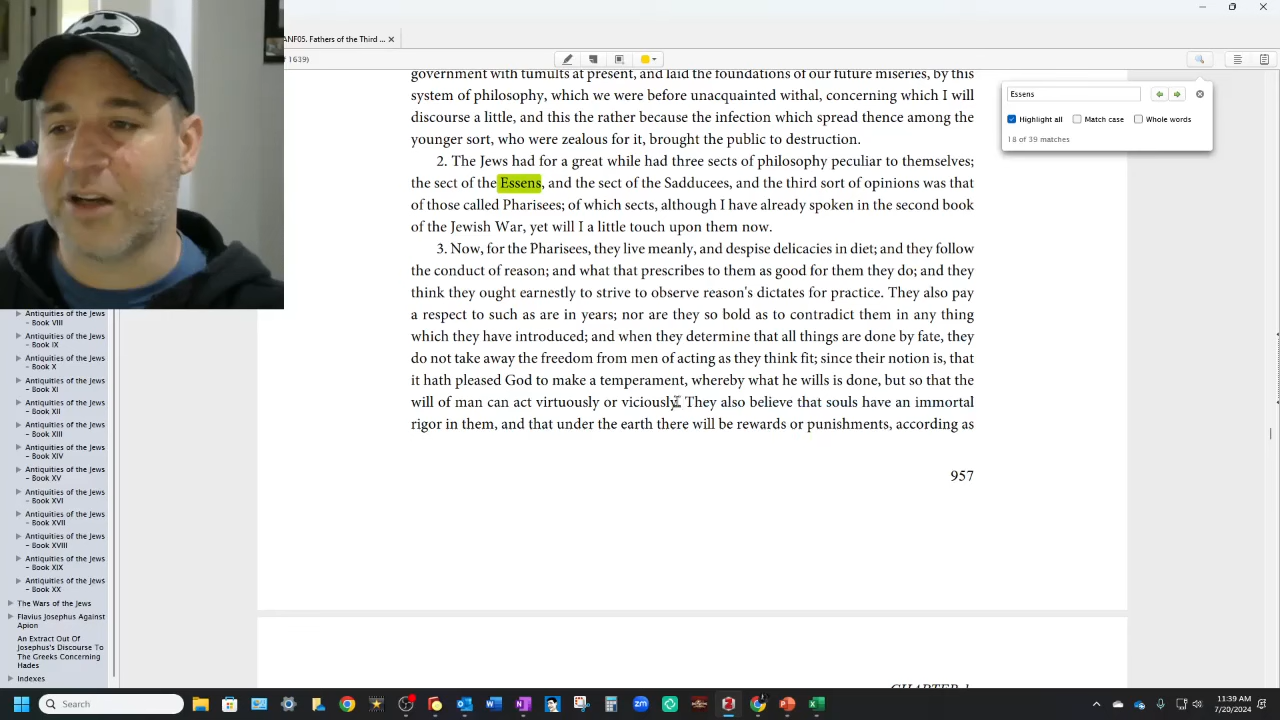 ANF05. Fathers of the Third ...
1639)
Essens
Highlight all
Match case
Whole words
18 of 39 matches
government with tumults at present, and laid the foundations of our future miseries, by this
system of philosophy, which we were before unacquainted withal, concerning which I will
discourse a little, and this the rather because the infection which spread thence among the
younger sort, who were zealous for it, brought the public to destruction.
2. The Jews had for a great while had three sects of philosophy peculiar to themselves;
the sect of the Essens, and the sect of the Sadducees, and the third sort of opinions was that
of those called Pharisees; of which sects, although I have already spoken in the second book
of the Jewish War, yet will I a little touch upon them now.
3. Now, for the Pharisees, they live meanly, and despise delicacies in diet; and they follow
the conduct of reason; and what that prescribes to them as good for them they do; and they
think they ought earnestly to strive to observe reason's dictates for practice. They also pay
a respect to such as are in years; nor are they so bold as to contradict them in any thing
which they have introduced; and when they determine that all things are done by fate, they
do not take away the freedom from men of acting as they think fit; since their notion is, that
it hath pleased God to make a temperament, whereby what he wills is done, but so that the
will of man can act virtuously or viciously. They also believe that souls have an immortal
rigor in them, and that under the earth there will be rewards or punishments, according as
957
CHAPTER 1.
Antiquities of the Jews
- Book VIII
Antiquities of the Jews
- Book IX
Antiquities of the Jews
- Book X
Antiquities of the Jews
- Book XI
Antiquities of the Jews
- Book XII
Antiquities of the Jews
- Book XIII
Antiquities of the Jews
- Book XIV
Antiquities of the Jews
- Book XV
Antiquities of the Jews
- Book XVI
Antiquities of the Jews
- Book XVII
Antiquities of the Jews
- Book XVIII
Antiquities of the Jews
- Book XIX
Antiquities of the Jews
- Book XX
The Wars of the Jews
Flavius Josephus Against
Apion
An Extract Out Of
Josephus's Discourse To
The Greeks Concerning
Hades
Indexes
Search
zm
11:39 AM
7/20/2024